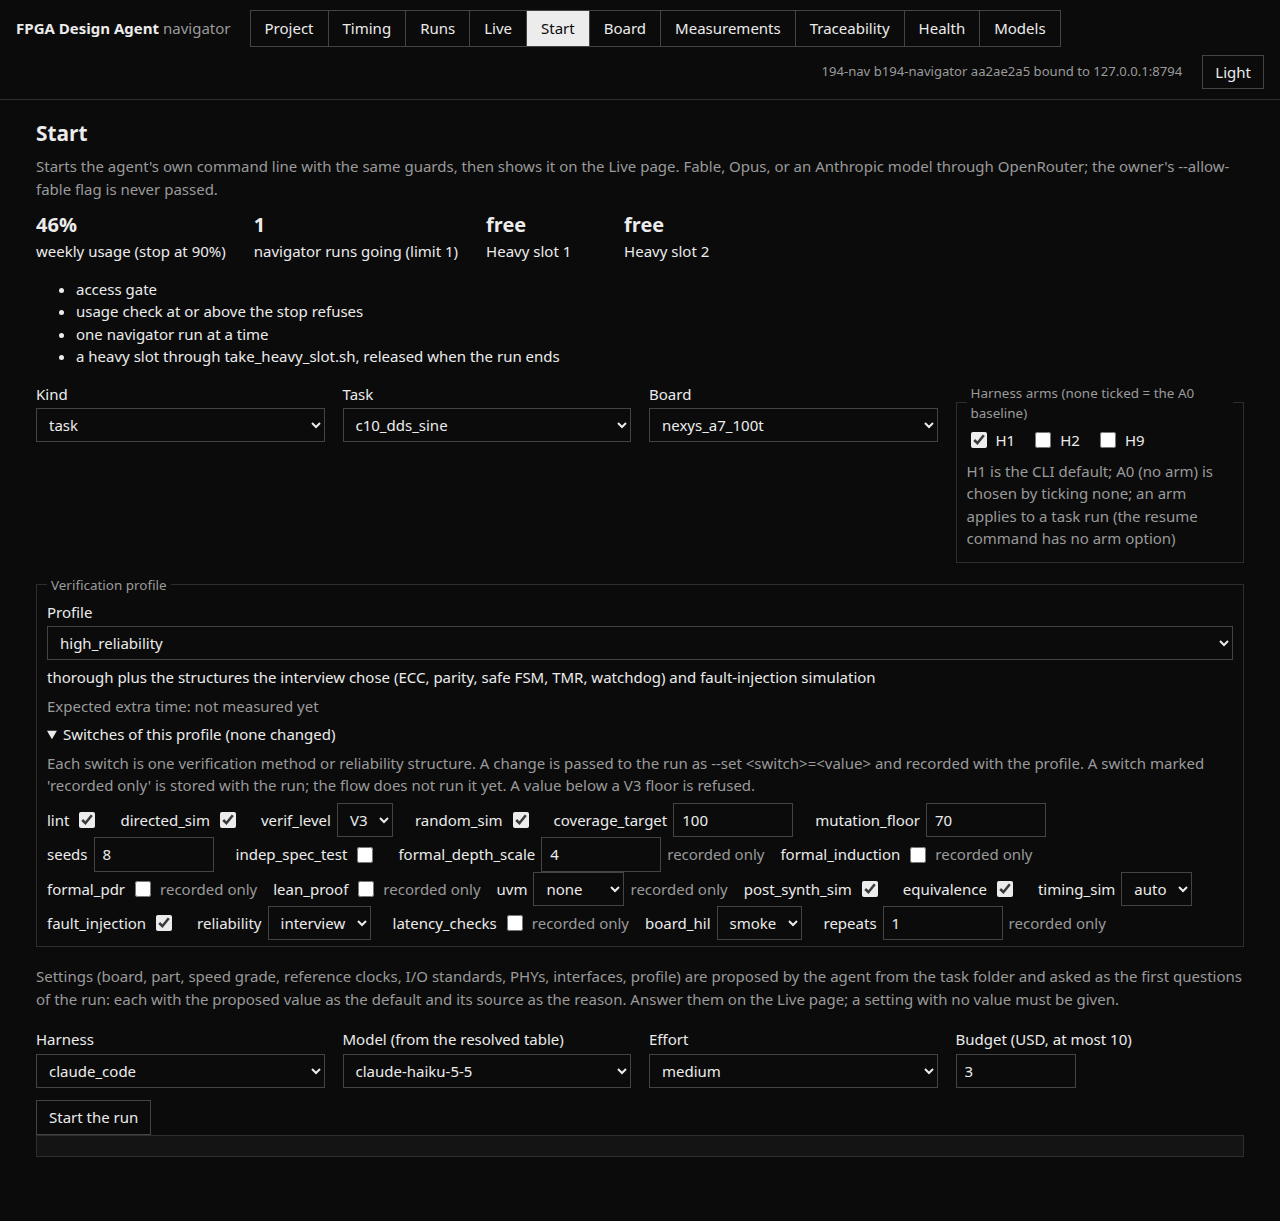 FPGA Design Agent navigator
Project Timing Runs Live Start Board Measurements Traceability Health Models
194-nav b194-navigator aa2ae2a5 bound to 127.0.0.1:8794 Light
Start
Starts the agent's own command line with the same guards, then shows it on the Live page. Fable, Opus, or an Anthropic model through OpenRouter; the owner's --allow-
fable flag is never passed.
46% 1 free free
weekly usage (stop at 90%) navigator runs going (limit 1) Heavy slot 1 Heavy slot 2
• access gate
• usage check at or above the stop refuses
• one navigator run at a time
• a heavy slot through take_heavy_slot.sh, released when the run ends
Kind Task Board
task c10_dds_sine nexys_a7_100t
Harness arms (none ticked = the A0
baseline)
H1 H2 H9
H1 is the CLI default; A0 (no arm) is
chosen by ticking none; an arm
applies to a task run (the resume
command has no arm option)
Verification profile
Profile
high_reliability
thorough plus the structures the interview chose (ECC, parity, safe FSM, TMR, watchdog) and fault-injection simulation
Expected extra time: not measured yet
▼ Switches of this profile (none changed)
Each switch is one verification method or reliability structure. A change is passed to the run as --set <switch>=<value> and recorded with the profile. A switch marked
'recorded only' is stored with the run; the flow does not run it yet. A value below a V3 floor is refused.
lint directed_sim verif_level V3 random_sim coverage_target 100 mutation_floor 70
seeds 8 indep_spec_test formal_depth_scale 4 recorded only formal_induction recorded only
formal_pdr recorded only lean_proof recorded only uvm none recorded only post_synth_sim equivalence timing_sim auto
fault_injection reliability interview latency_checks recorded only board_hil smoke repeats 1 recorded only
Settings (board, part, speed grade, reference clocks, I/O standards, PHYs, interfaces, profile) are proposed by the agent from the task folder and asked as the first questions
of the run: each with the proposed value as the default and its source as the reason. Answer them on the Live page; a setting with no value must be given.
Harness Model (from the resolved table) Effort Budget (USD, at most 10)
claude_code claude-haiku-5-5 medium 3
Start the run